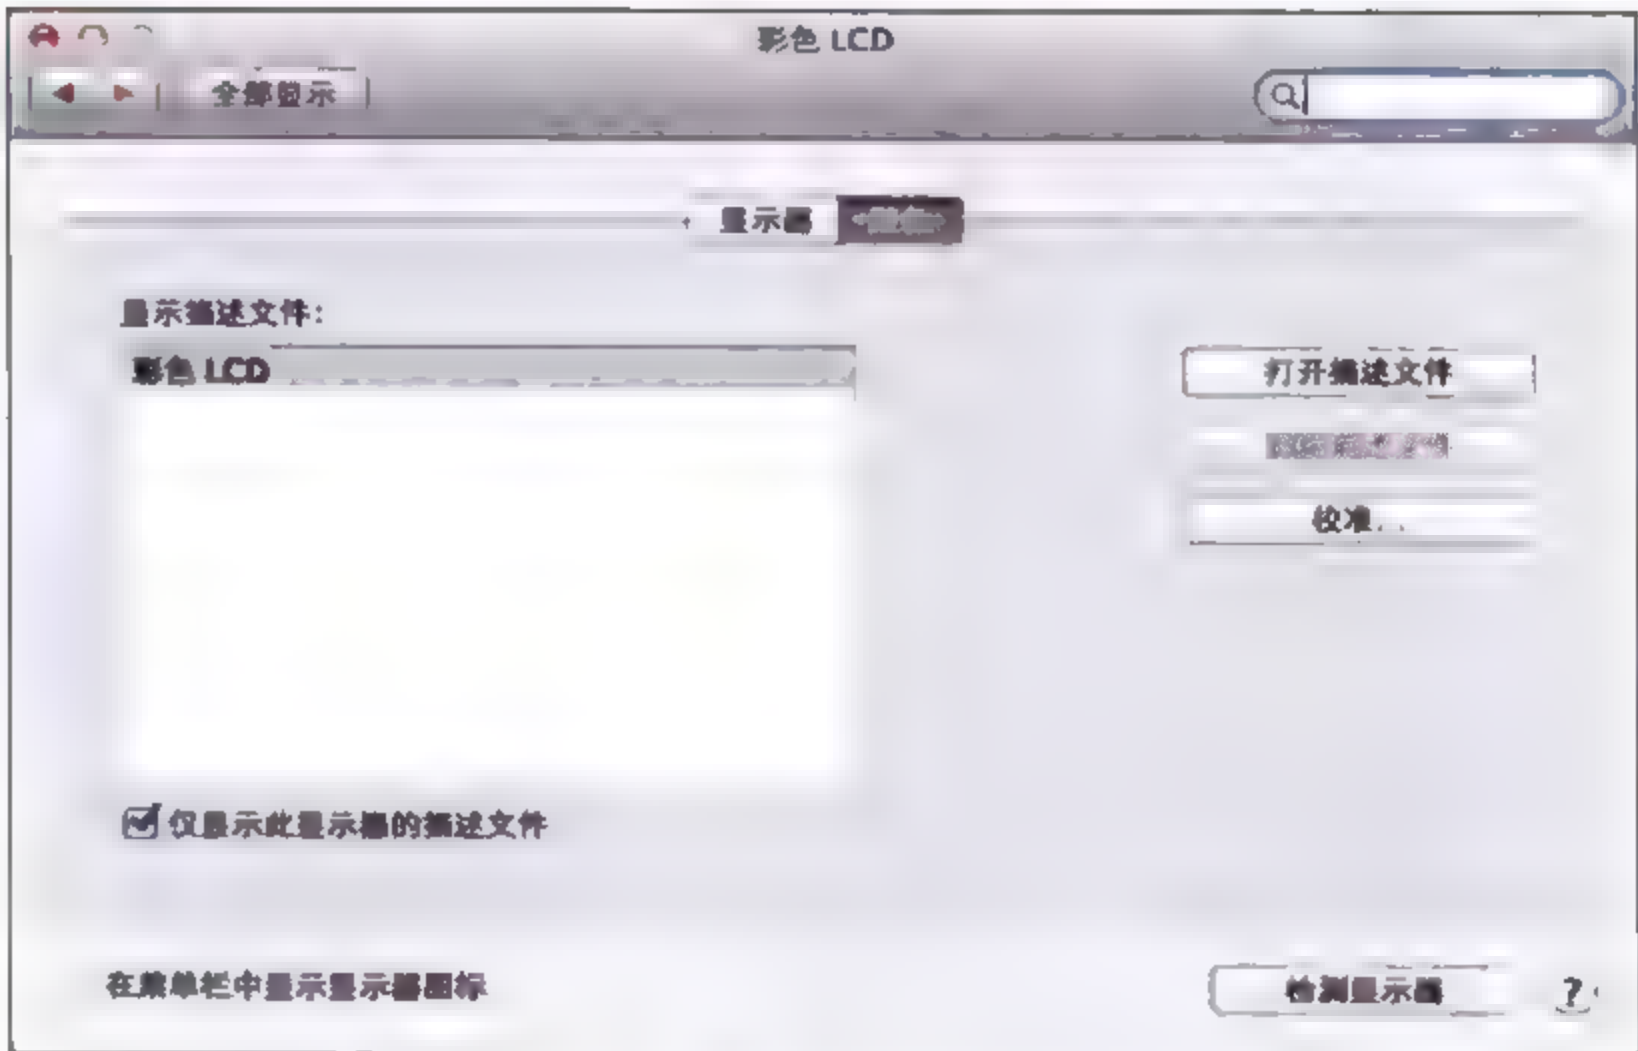 彩色 LCD
全部显示
显示器
显示描述文件：
彩色 LCD
打开描述文件
校准...
仅显示此显示器的描述文件
在菜单栏中显示显示器图标
检测显示器
?